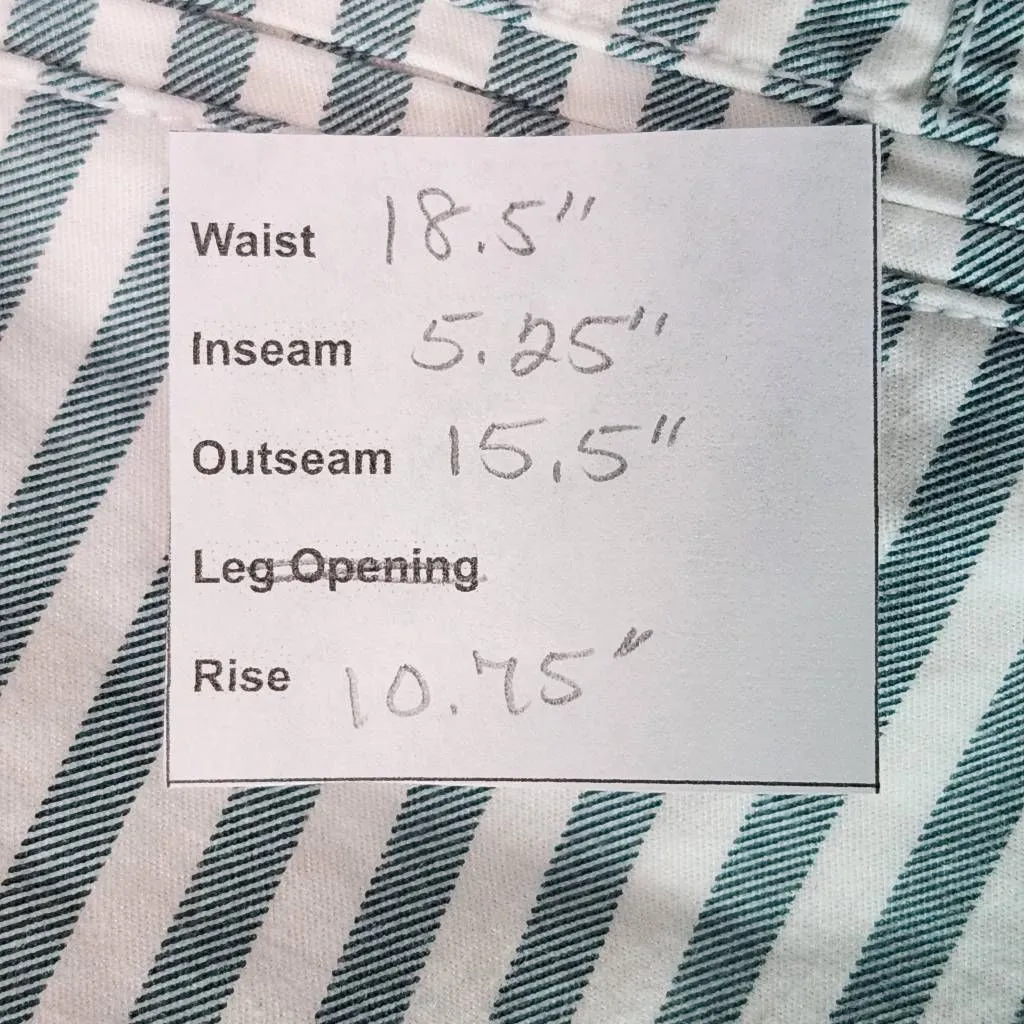 Waist 18.5"
Inseam 5.25"
Outseam 15.5"
Leg Opening
Rise 10.75"